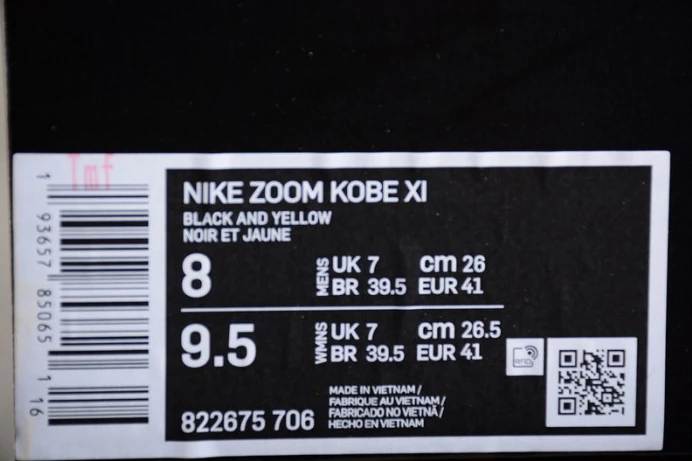 Tmf
1 93657 85065 1 16
NIKE ZOOM KOBE XI
BLACK AND YELLOW
NOIR ET JAUNE
8
MENS
UK 7 cm 26
BR 39.5 EUR 41
9.5
WMNS
UK 7 cm 26.5
BR 39.5 EUR 41
RFID
822675 706
MADE IN VIETNAM /
FABRIQUE AU VIETNAM /
FABRICADO NO VIETNÃ /
HECHO EN VIETNAM